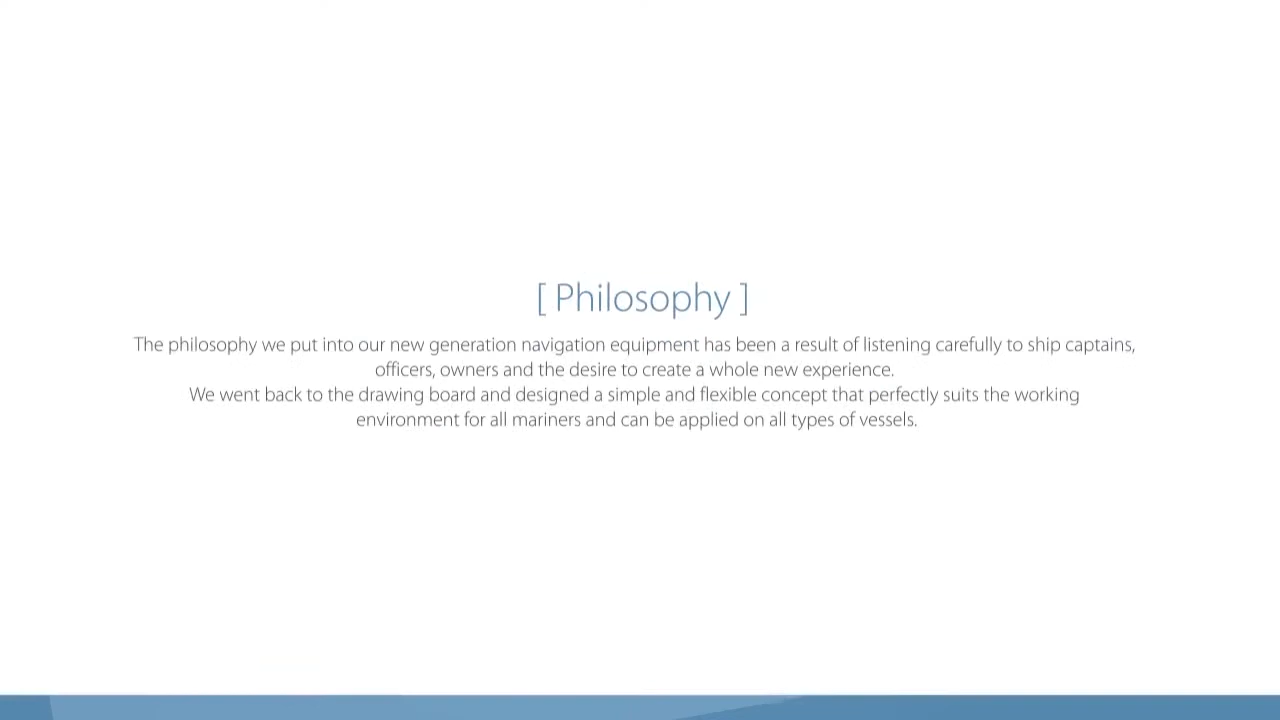 [ Philosophy ]
The philosophy we put into our new generation navigation equipment has been a result of listening carefully to ship captains,
officers, owners and the desire to create a whole new experience.
We went back to the drawing board and designed a simple and flexible concept that perfectly suits the working
environment for all mariners and can be applied on all types of vessels.